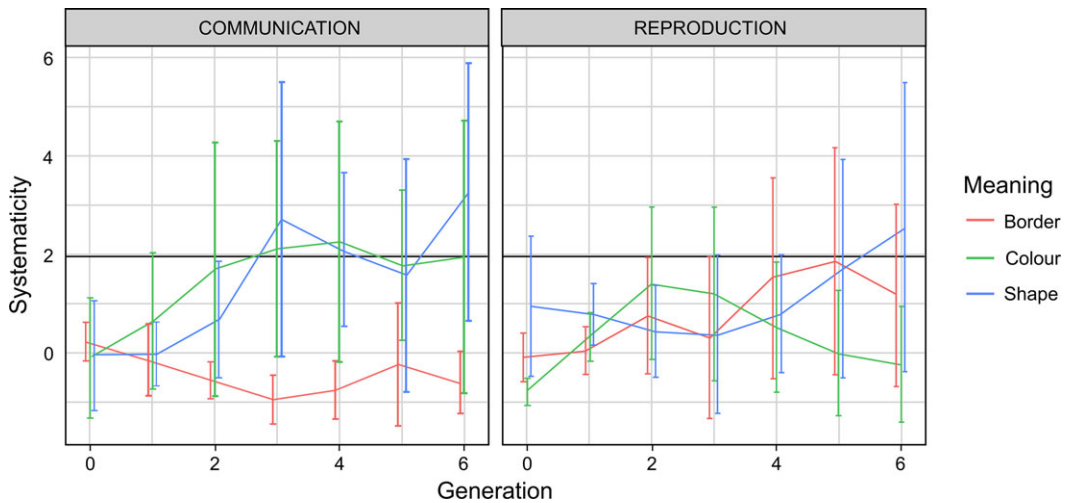 COMMUNICATION REPRODUCTION
6
4
2
0
Systematicity
0 2 4 6 0 2 4 6
Generation
Meaning
Border
Colour
Shape